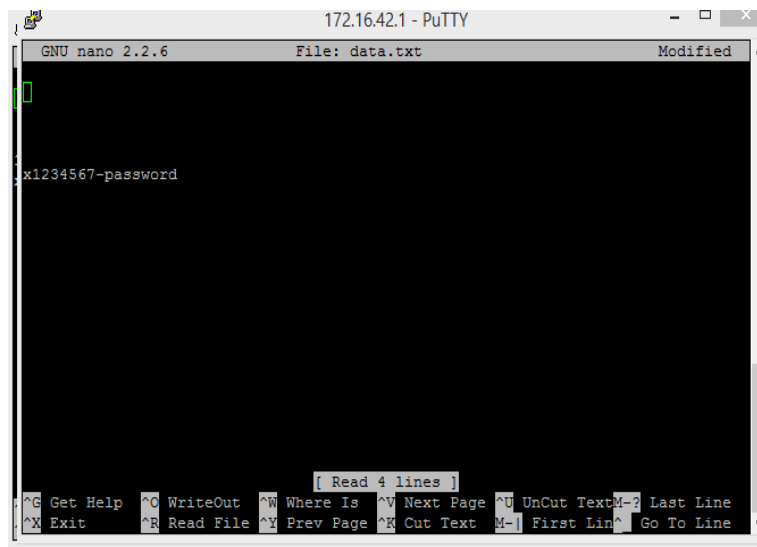 172.16.42.1 - PuTTY
GNU nano 2.2.6 File: data.txt Modified
x1234567-password
[ Read 4 lines ]
^G Get Help ^O WriteOut ^W Where Is ^V Next Page ^U UnCut Text M-? Last Line
^X Exit ^R Read File ^Y Prev Page ^K Cut Text M-| First Lin ^_ Go To Line